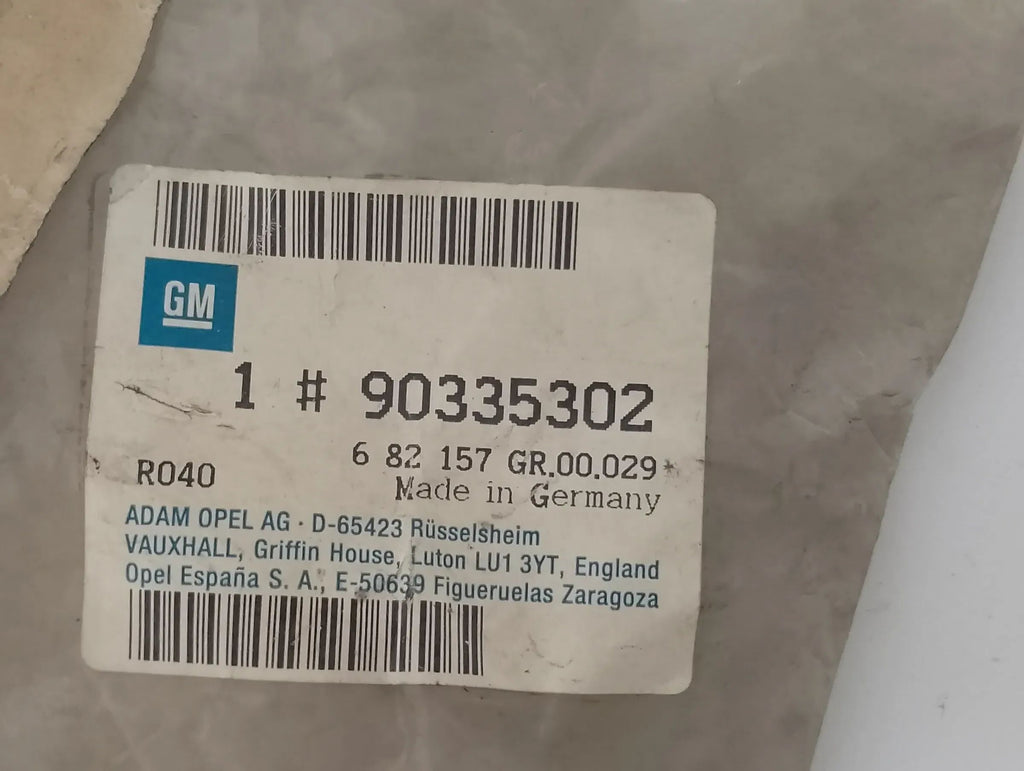 GM
1 # 90335302
6 82 157 GR.00.029*
R040
Made in Germany
ADAM OPEL AG · D-65423 Rüsselsheim
VAUXHALL, Griffin House, Luton LU1 3YT, England
Opel España S. A., E-50639 Figueruelas Zaragoza